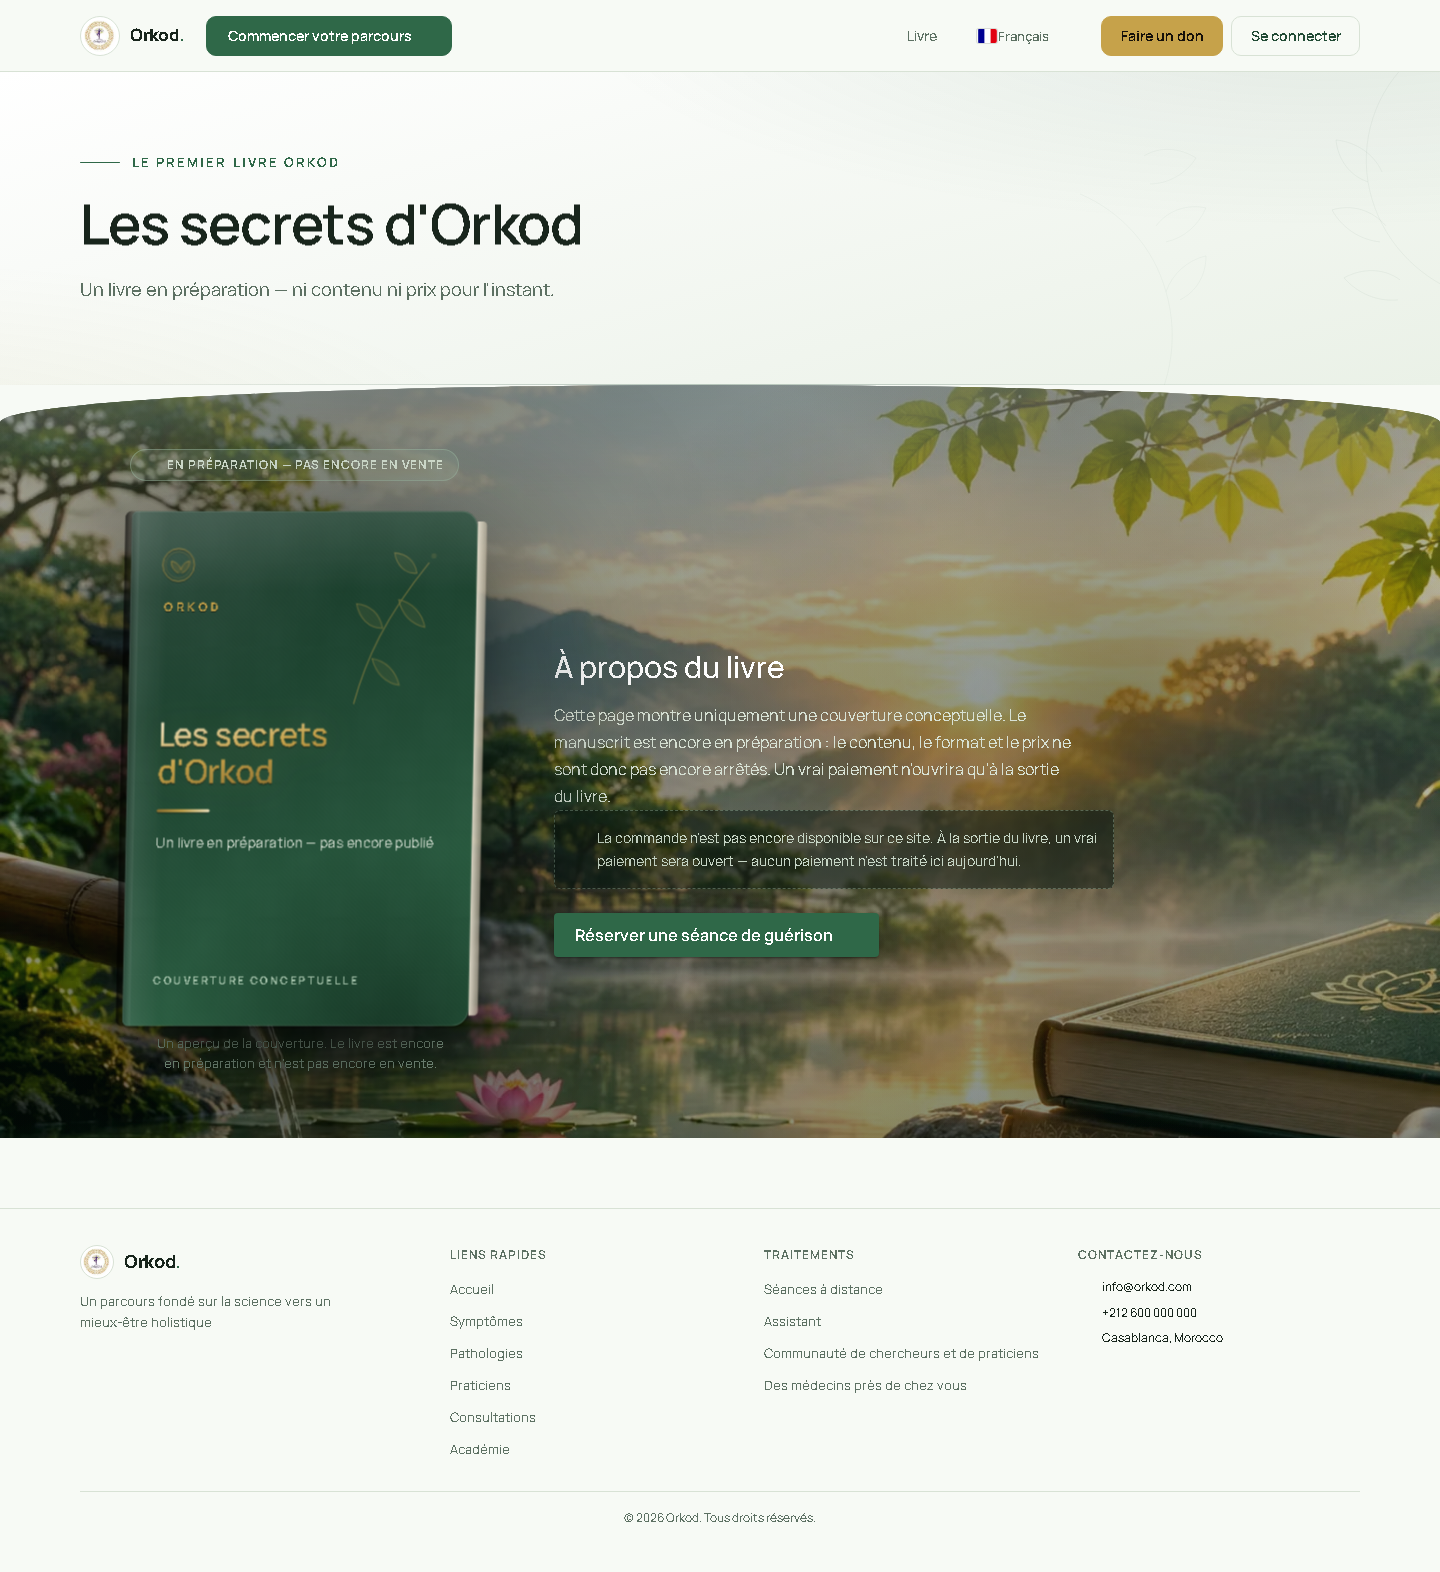 Orkod.
Commencer votre parcours
Livre
Français
Faire un don
Se connecter
LE PREMIER LIVRE ORKOD
Les secrets d'Orkod
Un livre en préparation — ni contenu ni prix pour l'instant.
EN PRÉPARATION — PAS ENCORE EN VENTE
ORKOD
Les secrets
d'Orkod
Un livre en préparation — pas encore publié
COUVERTURE CONCEPTUELLE
Un aperçu de la couverture. Le livre est encore
en préparation et n'est pas encore en vente.
À propos du livre
Cette page montre uniquement une couverture conceptuelle. Le
manuscrit est encore en préparation : le contenu, le format et le prix ne
sont donc pas encore arrêtés. Un vrai paiement n'ouvrira qu'à la sortie
du livre.
La commande n'est pas encore disponible sur ce site. À la sortie du livre, un vrai
paiement sera ouvert — aucun paiement n'est traité ici aujourd'hui.
Réserver une séance de guérison
Orkod.
Un parcours fondé sur la science vers un
mieux-être holistique
LIENS RAPIDES
Accueil
Symptômes
Pathologies
Praticiens
Consultations
Académie
TRAITEMENTS
Séances à distance
Assistant
Communauté de chercheurs et de praticiens
Des médecins près de chez vous
CONTACTEZ-NOUS
info@orkod.com
+212 600 000 000
Casablanca, Morocco
© 2026 Orkod. Tous droits réservés.